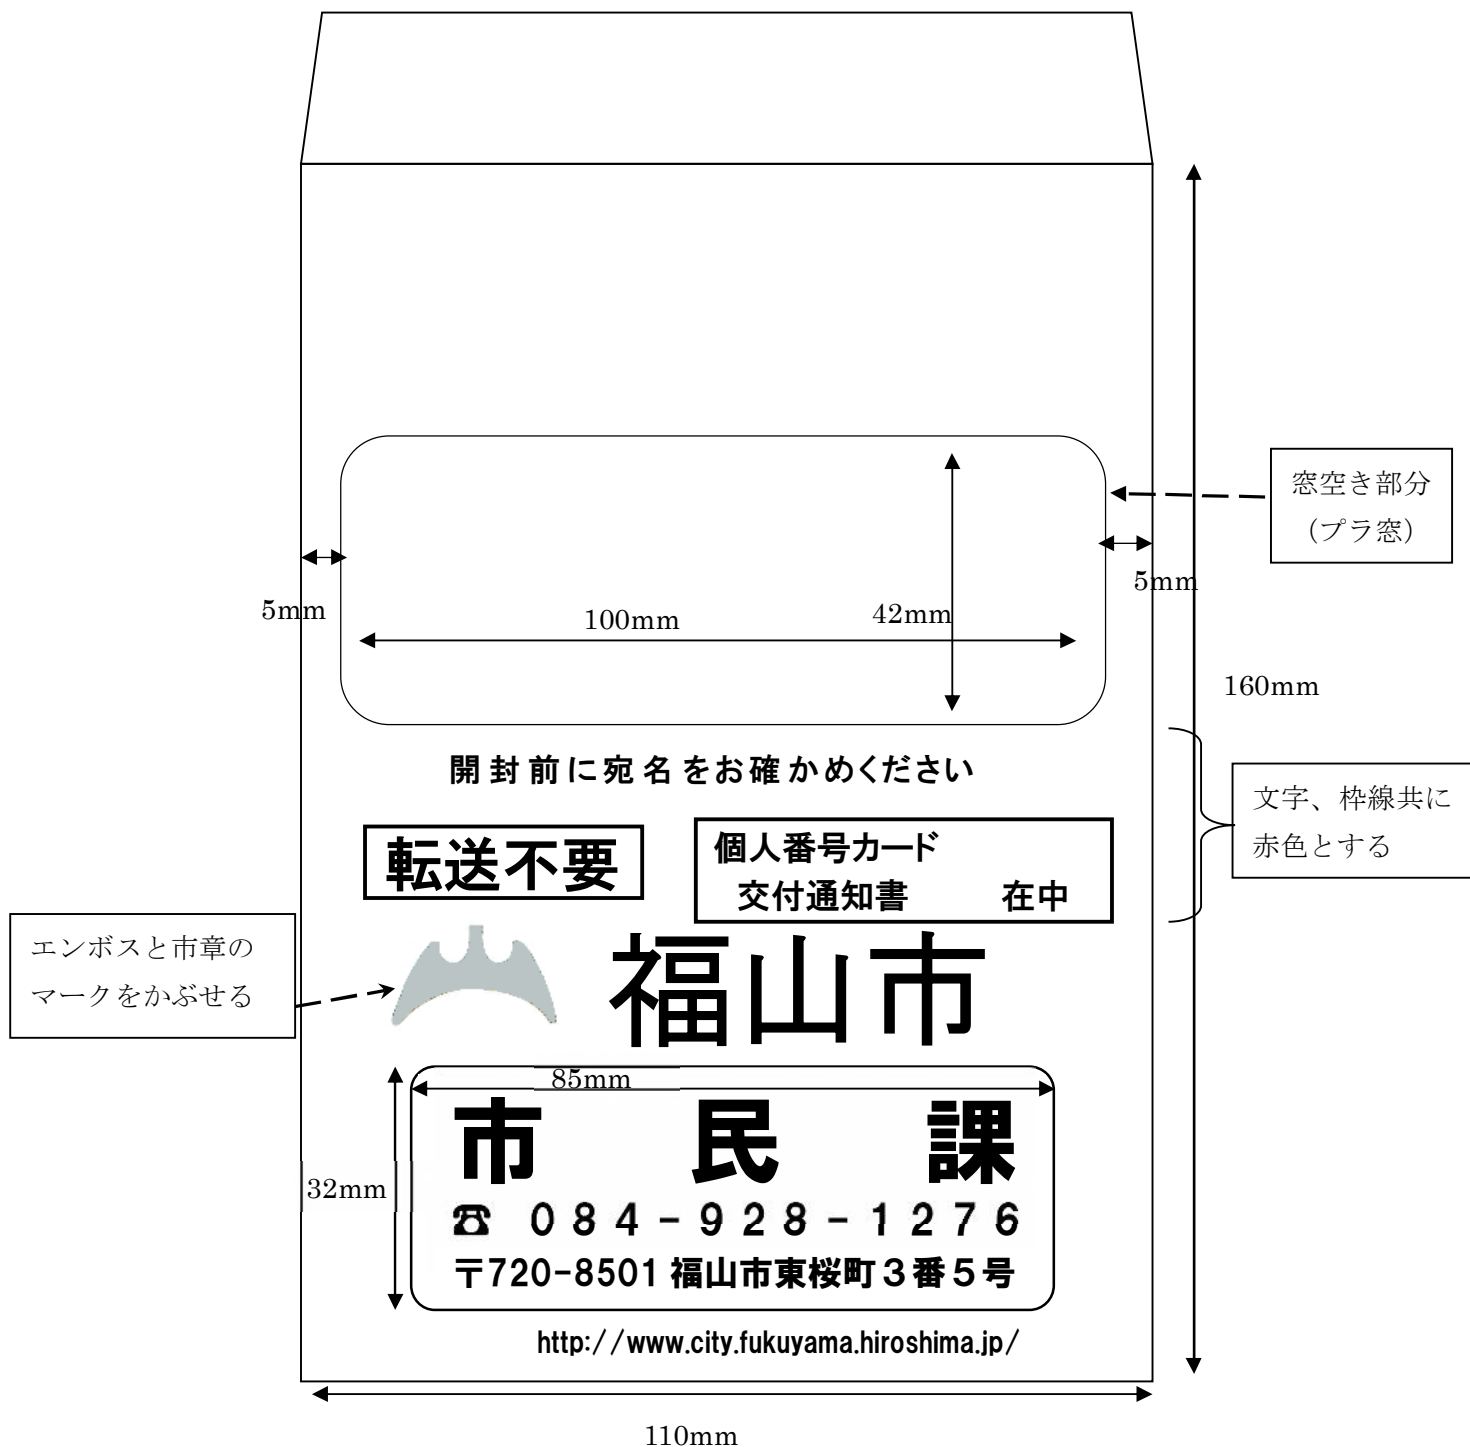 窓空き部分
（プラ窓）
5mm
5mm
100mm
42mm
160mm
開封前に宛名をお確かめください
文字、枠線共に
赤色とする
転送不要
個人番号カード
交付通知書　　在中
エンボスと市章の
マークをかぶせる
福山市
85mm
市　民　課
32mm
☎ ０８４－９２８－１２７６
〒720-8501 福山市東桜町３番５号
http://www.city.fukuyama.hiroshima.jp/
110mm